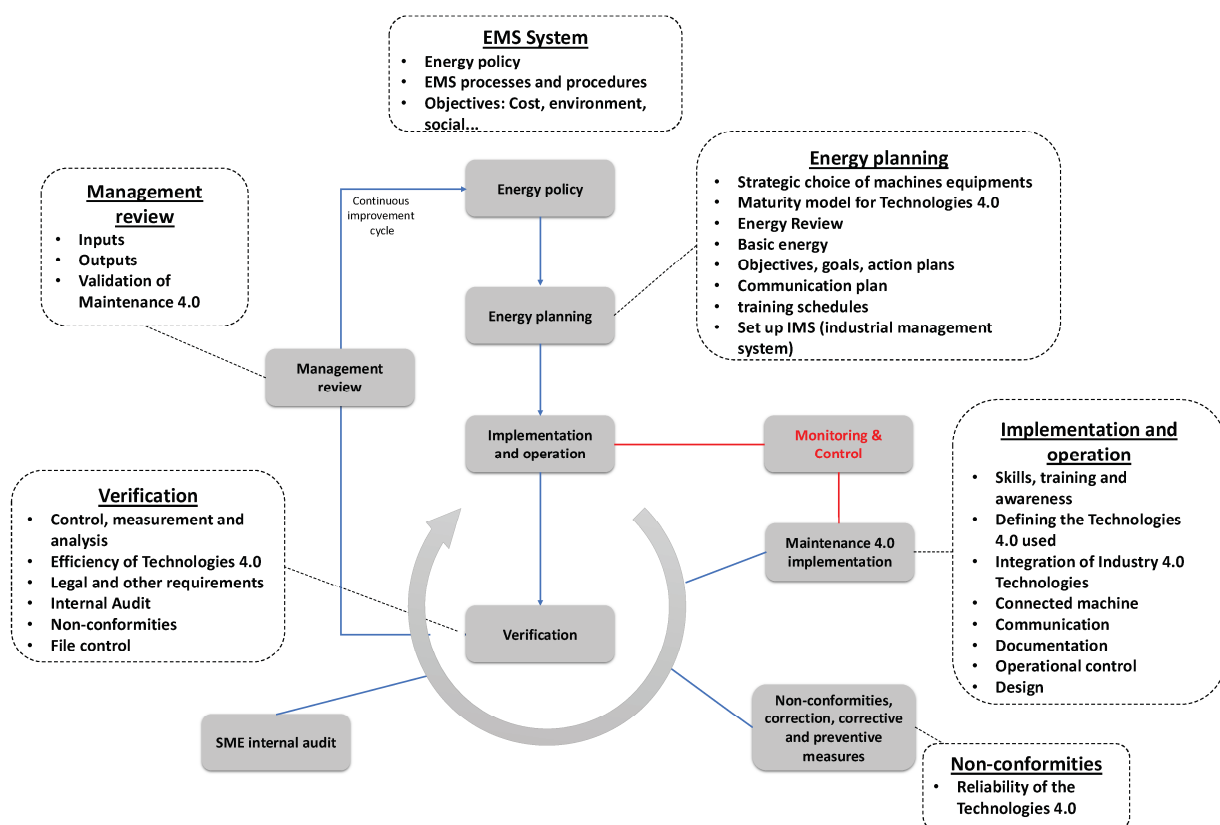 EMS System
• Energy policy
• EMS processes and procedures
• Objectives: Cost, environment,
social...
Energy planning
• Strategic choice of machines equipments
• Maturity model for Technologies 4.0
• Energy Review
• Basic energy
• Objectives, goals, action plans
• Communication plan
• training schedules
• Set up IMS (industrial management
system)
Management
review
• Inputs
• Outputs
• Validation of
Maintenance 4.0
Energy policy
Continuous
improvement
cycle
Energy planning
Management
review
Implementation
and operation
Monitoring &
Control
Implementation and
operation
• Skills, training and
awareness
• Defining the Technologies
4.0 used
• Integration of Industry 4.0
Technologies
• Connected machine
• Communication
• Documentation
• Operational control
• Design
Verification
• Control, measurement and
analysis
• Efficiency of Technologies 4.0
• Legal and other requirements
• Internal Audit
• Non-conformities
• File control
Maintenance 4.0
implementation
Verification
SME internal audit
Non-conformities,
correction, corrective
and preventive
measures
Non-conformities
• Reliability of the
Technologies 4.0